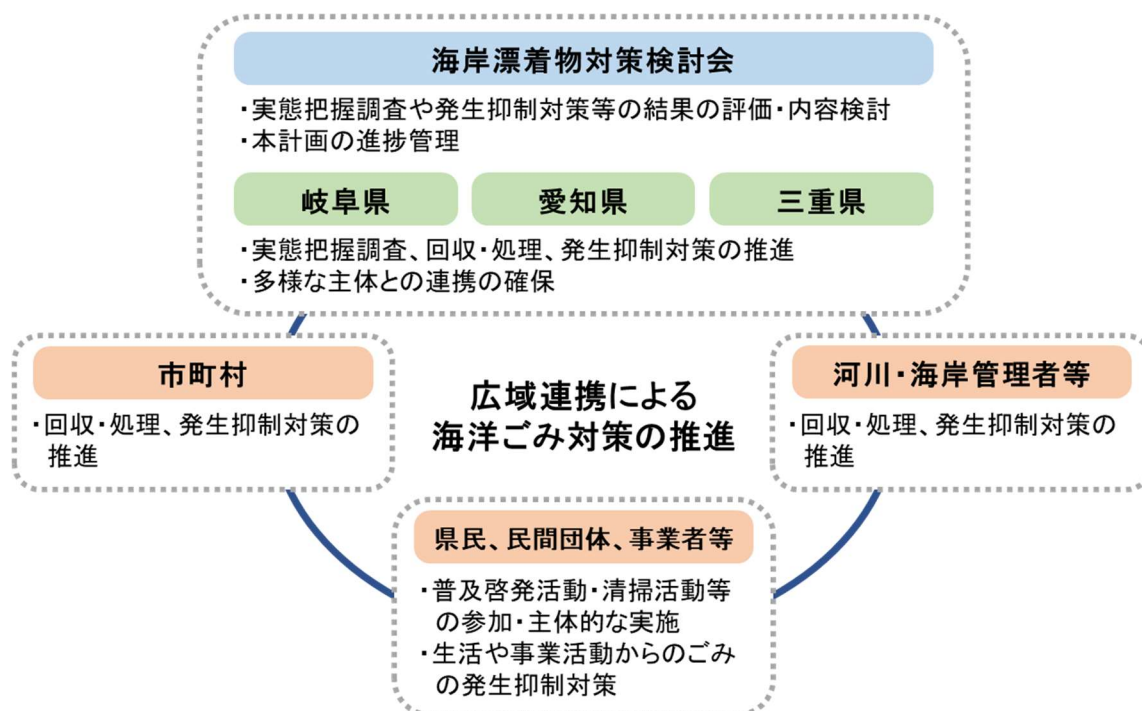 海岸漂着物対策検討会
・実態把握調査や発生抑制対策等の結果の評価・内容検討
・本計画の進捗管理
岐阜県
愛知県
三重県
・実態把握調査、回収・処理、発生抑制対策の推進
・多様な主体との連携の確保
市町村
・回収・処理、発生抑制対策の
推進
広域連携による
海洋ごみ対策の推進
河川・海岸管理者等
・回収・処理、発生抑制対策の
推進
県民、民間団体、事業者等
・普及啓発活動・清掃活動等
の参加・主体的な実施
・生活や事業活動からのごみ
の発生抑制対策